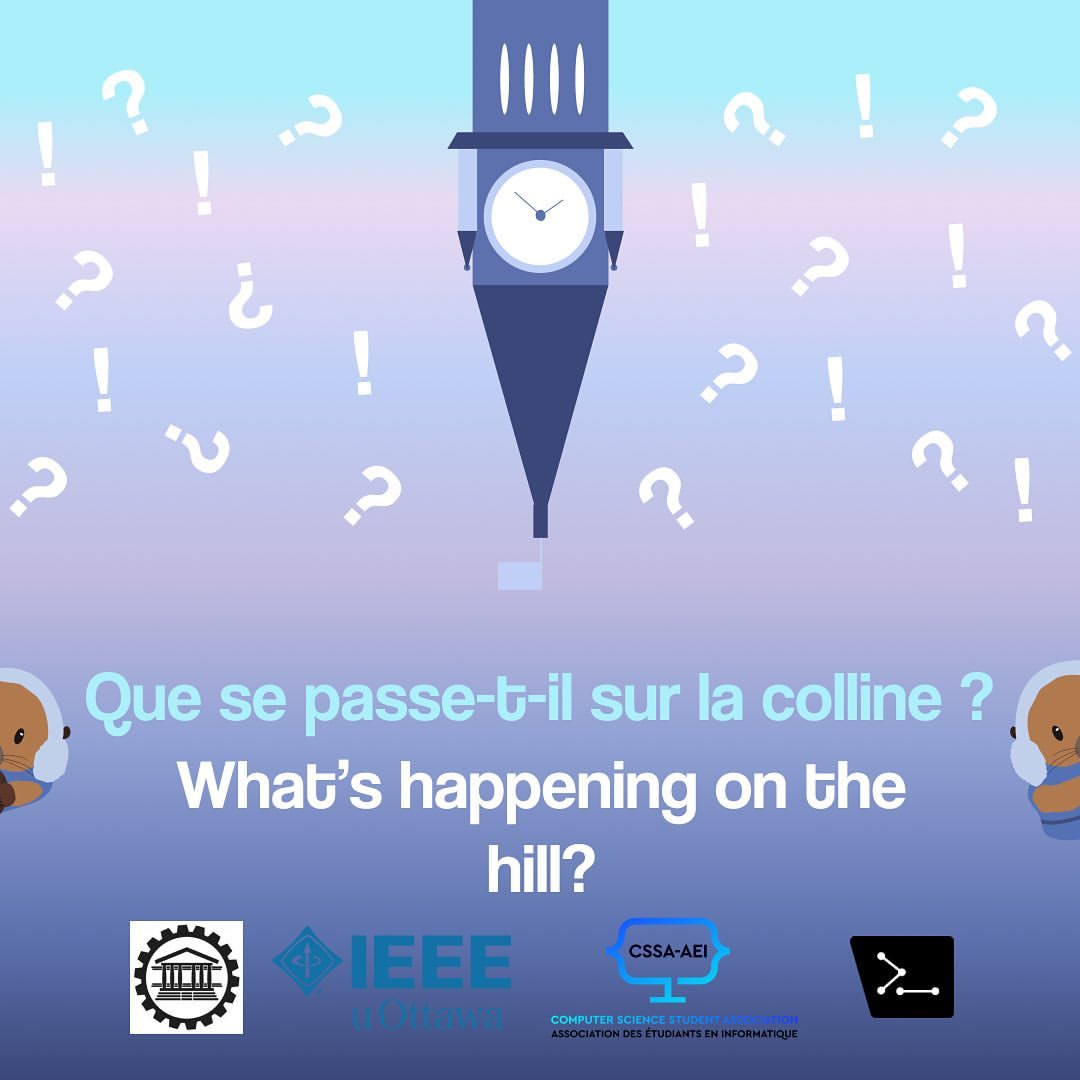 Que se passe-t-il sur la colline ?
What's happening on the
hill?
IEEE
uOttawa
CSSA-AEI
COMPUTER SCIENCE STUDENT ASSOCIATION
ASSOCIATION DES ÉTUDIANTS EN INFORMATIQUE